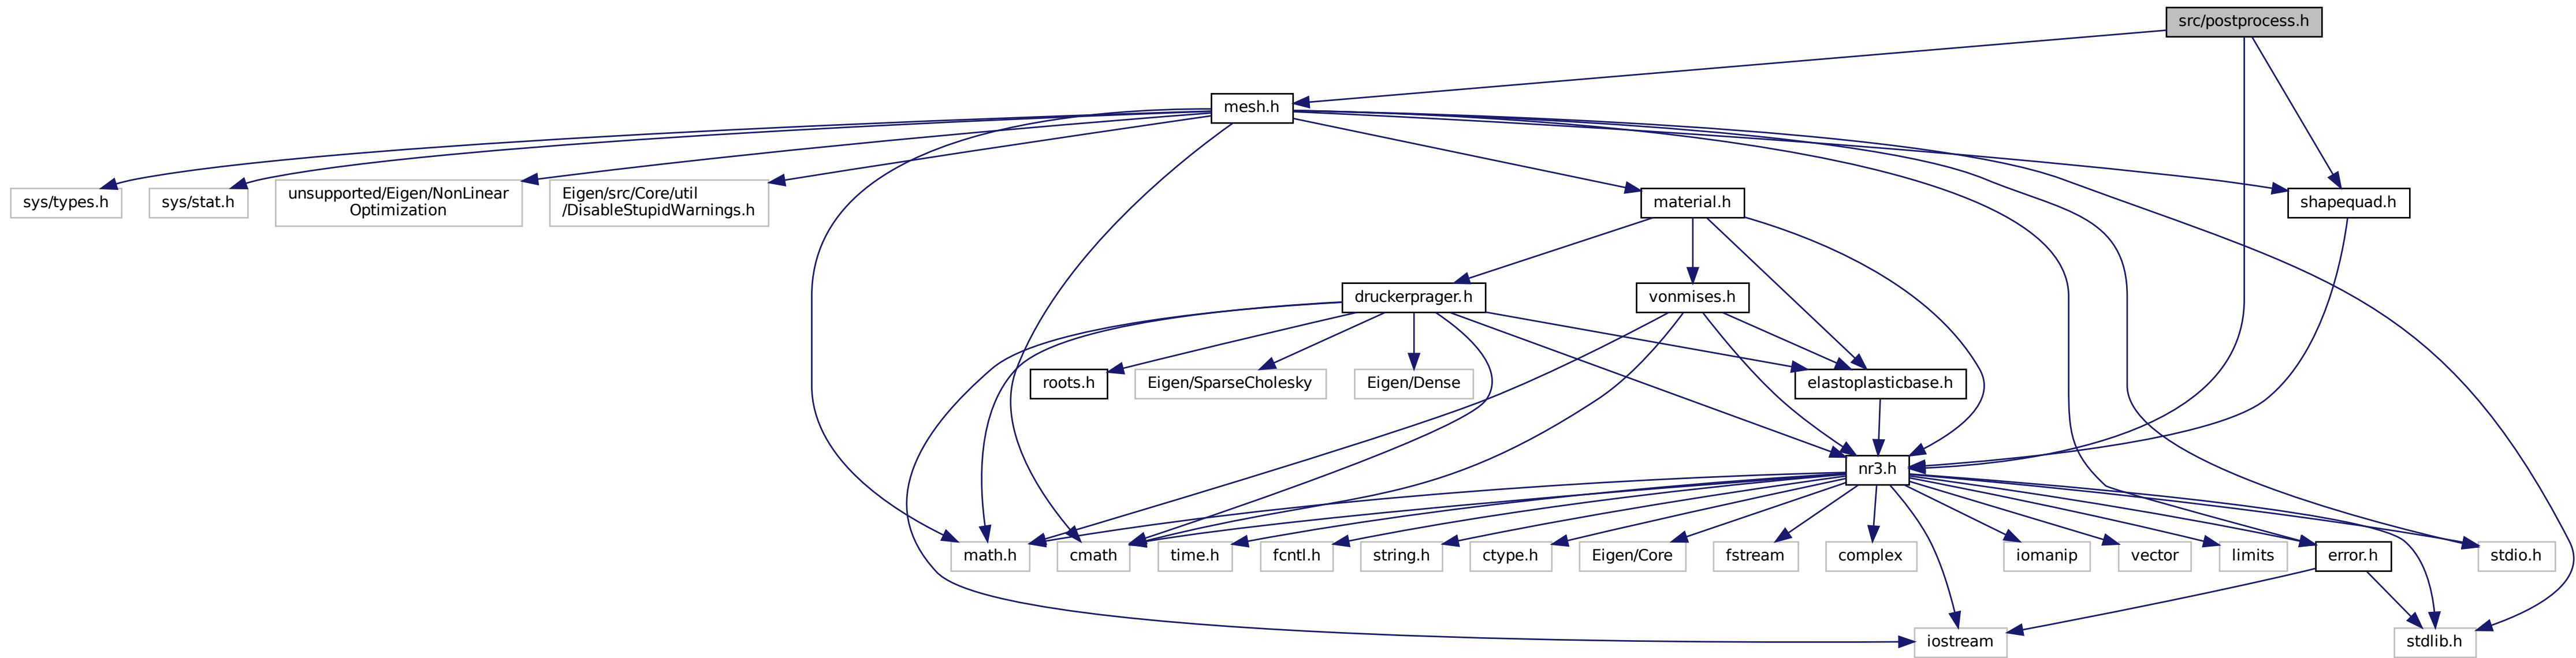 src/postprocess.h
mesh.h
sys/types.h
sys/stat.h
unsupported/Eigen/NonLinear
Optimization
Eigen/src/Core/util
/DisableStupidWarnings.h
material.h
shapequad.h
druckerprager.h
vonmises.h
roots.h
Eigen/SparseCholesky
Eigen/Dense
elastoplasticbase.h
nr3.h
math.h
cmath
time.h
fcntl.h
string.h
ctype.h
Eigen/Core
fstream
complex
iomanip
vector
limits
error.h
stdio.h
iostream
stdlib.h